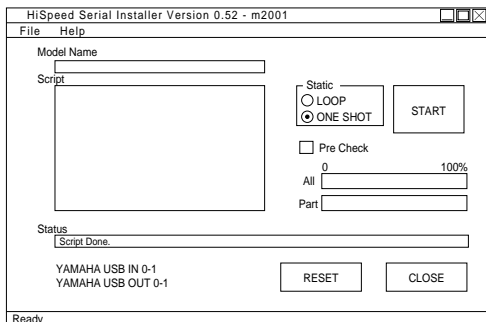 HiSpeed Serial Installer Version 0.52 - m2001
File Help
Model Name
Script
Static
LOOP
ONE SHOT
START
Pre Check
0 100%
All
Part
Status
Script Done.
YAMAHA USB IN 0-1
YAMAHA USB OUT 0-1
RESET
CLOSE
Ready